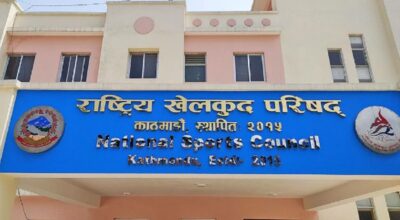 राष्ट्रिय खेलकुद परिषद्
काठमाडौं, स्थापित २०१५
National Sports Council
Kathmandu, Estd- 2015